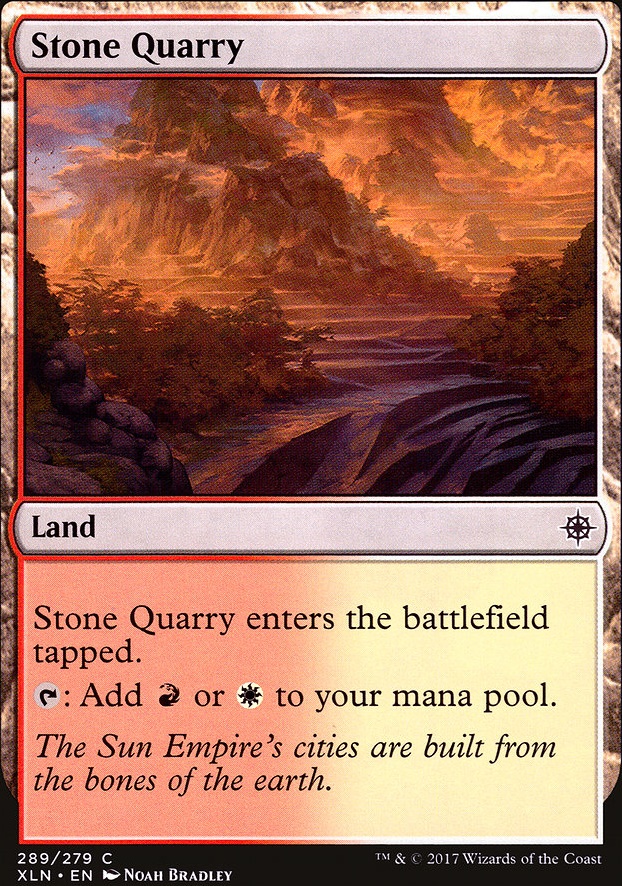 Stone Quarry
Land
Stone Quarry enters the battlefield
tapped.
: Add or to your mana pool.
The Sun Empire's cities are built from
the bones of the earth.
289/279 C
XLN • EN Noah Bradley
™ & © 2017 Wizards of the Coast